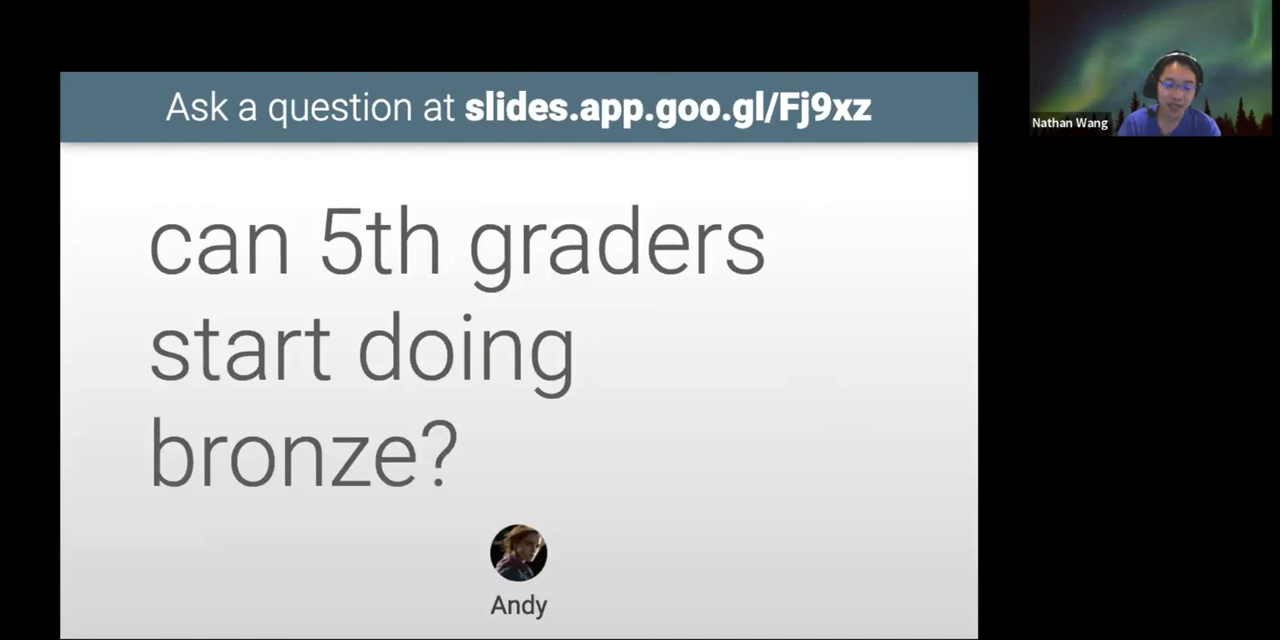 Ask a question at slides.app.goo.gl/Fj9xz
Nathan Wang
can 5th graders
start doing
bronze?
Andy